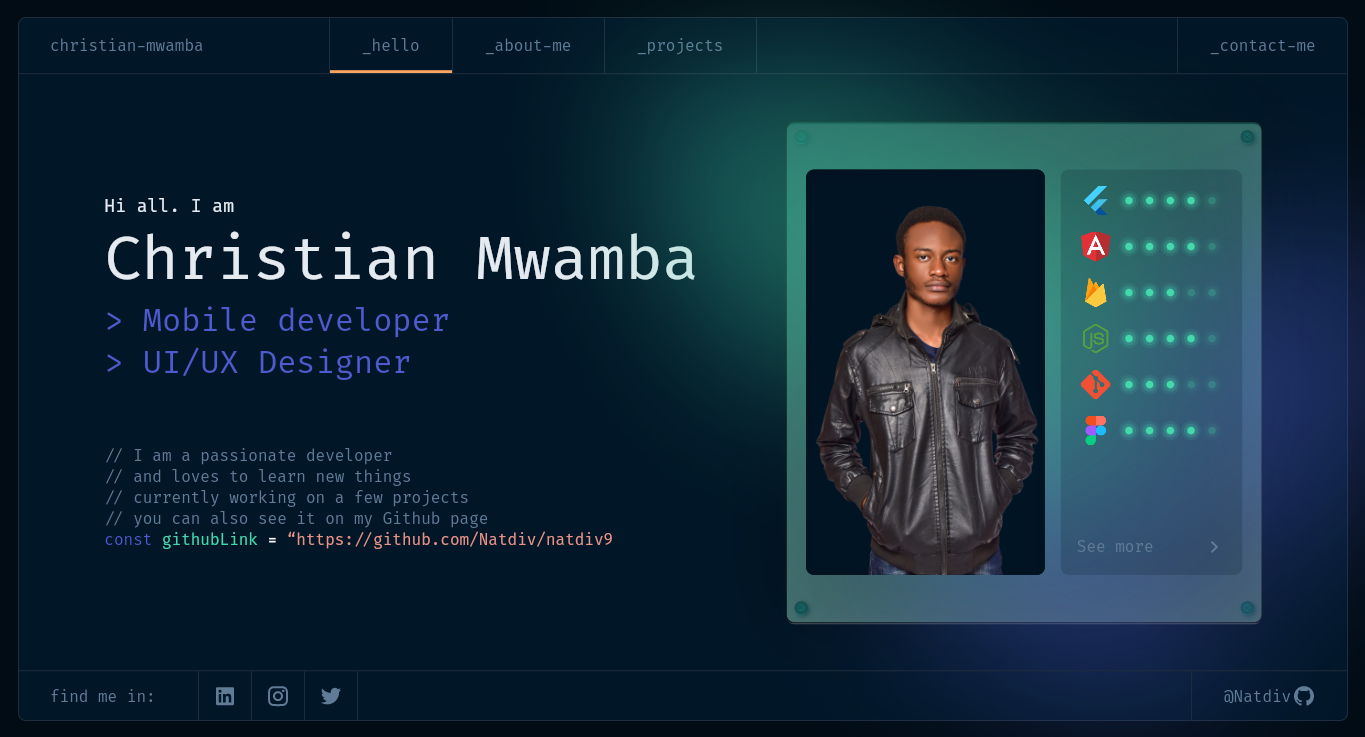 christian-mwamba
_hello
_about-me
_projects
_contact-me
Hi all. I am
Christian Mwamba
> Mobile developer
> UI/UX Designer
// I am a passionate developer
// and loves to learn new things
// currently working on a few projects
// you can also see it on my Github page
const githubLink = “https://github.com/Natdiv/natdiv9
See more
find me in:
@Natdiv